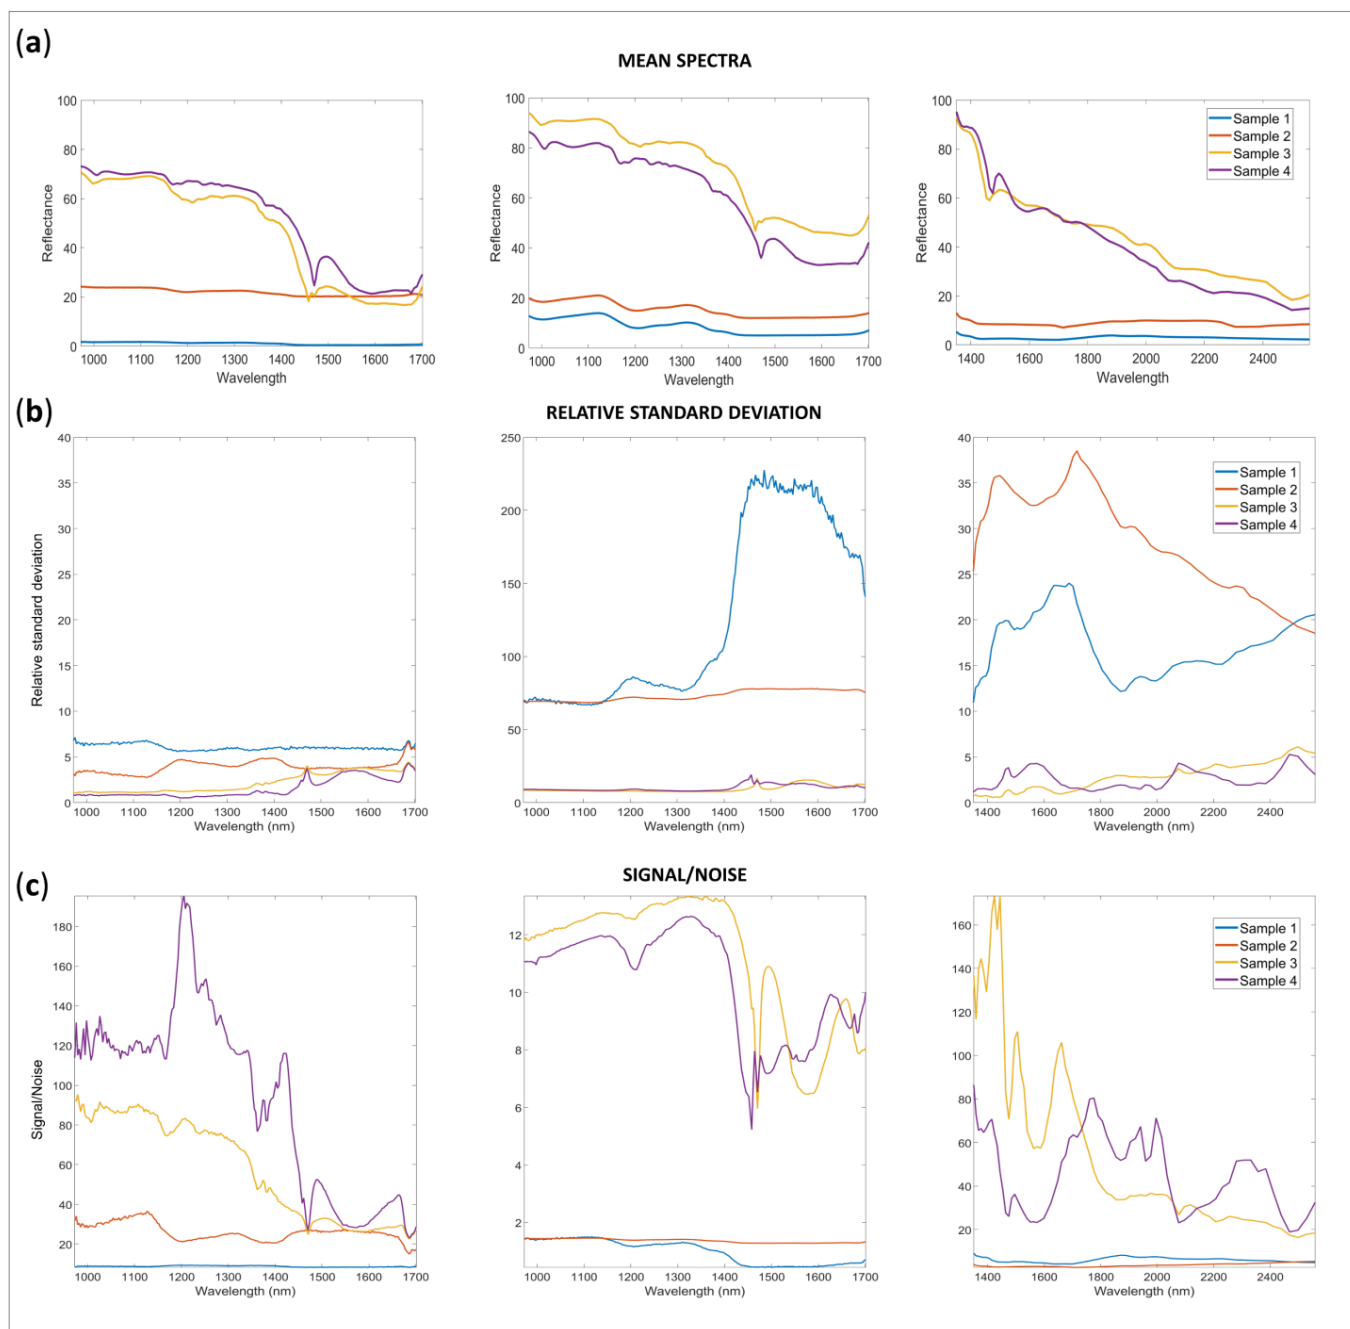 (a)
MEAN SPECTRA
100
80
60
40
20
0
Reflectance
1000 1100 1200 1300 1400 1500 1600 1700
Wavelength
100
80
60
40
20
0
Reflectance
1000 1100 1200 1300 1400 1500 1600 1700
Wavelength
100
80
60
40
20
0
Reflectance
1400 1600 1800 2000 2200 2400
Wavelength
Sample 1
Sample 2
Sample 3
Sample 4
(b)
RELATIVE STANDARD DEVIATION
40
35
30
25
20
15
10
5
0
Relative standard deviation
1000 1100 1200 1300 1400 1500 1600 1700
Wavelength (nm)
250
200
150
100
50
0
1000 1100 1200 1300 1400 1500 1600 1700
Wavelength (nm)
40
35
30
25
20
15
10
5
0
1400 1600 1800 2000 2200 2400
Wavelength (nm)
Sample 1
Sample 2
Sample 3
Sample 4
(c)
SIGNAL/NOISE
180
160
140
120
100
80
60
40
20
Signal/Noise
1000 1100 1200 1300 1400 1500 1600 1700
Wavelength (nm)
12
10
8
6
4
2
1000 1100 1200 1300 1400 1500 1600 1700
Wavelength (nm)
160
140
120
100
80
60
40
20
1400 1600 1800 2000 2200 2400
Wavelength (nm)
Sample 1
Sample 2
Sample 3
Sample 4